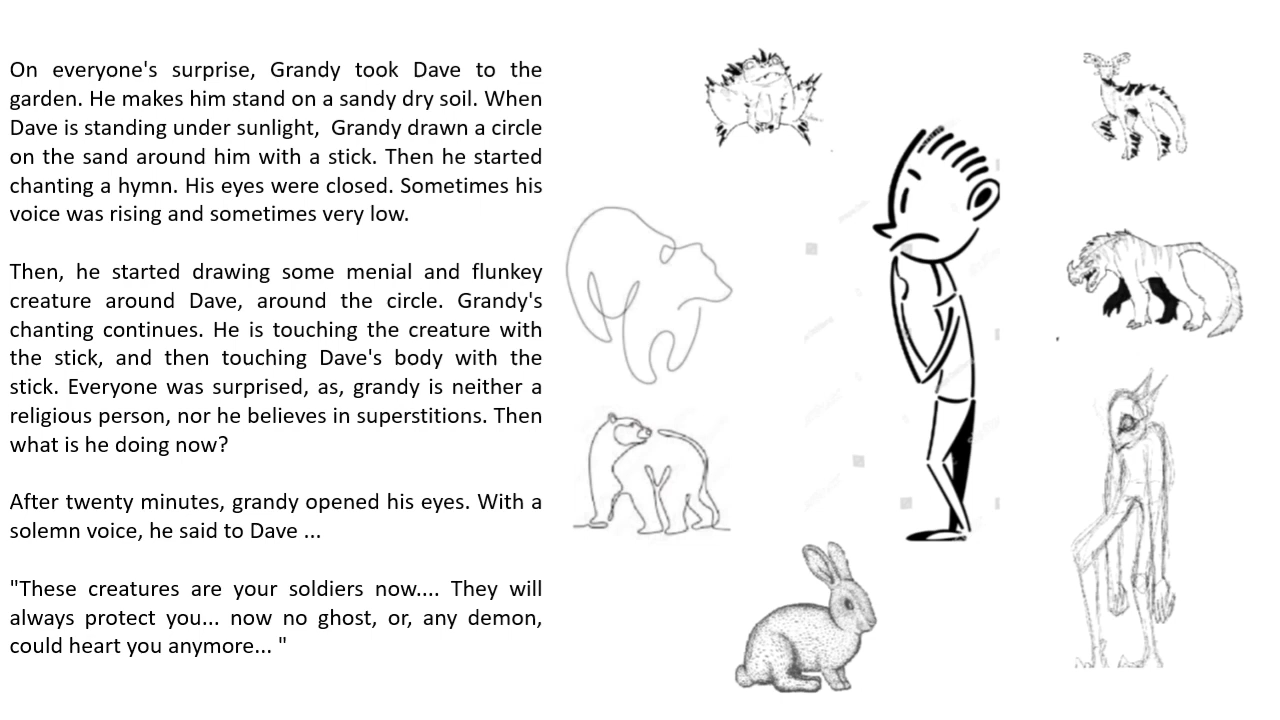 On everyone's surprise, Grandy took Dave to the
garden. He makes him stand on a sandy dry soil. When
Dave is standing under sunlight, Grandy drawn a circle
on the sand around him with a stick. Then he started
chanting a hymn. His eyes were closed. Sometimes his
voice was rising and sometimes very low.
Then, he started drawing some menial and flunkey
creature around Dave, around the circle. Grandy's
chanting continues. He is touching the creature with
the stick, and then touching Dave's body with the
stick. Everyone was surprised, as, grandy is neither a
religious person, nor he believes in superstitions. Then
what is he doing now?
After twenty minutes, grandy opened his eyes. With a
solemn voice, he said to Dave ...
"These creatures are your soldiers now.... They will
always protect you... now no ghost, or, any demon,
could heart you anymore... "